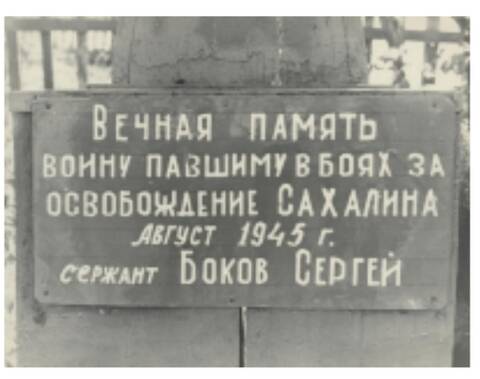 Вечная память
воину павшиму в боях за
освобождение Сахалина
август 1945 г.
сержант Боков Сергей